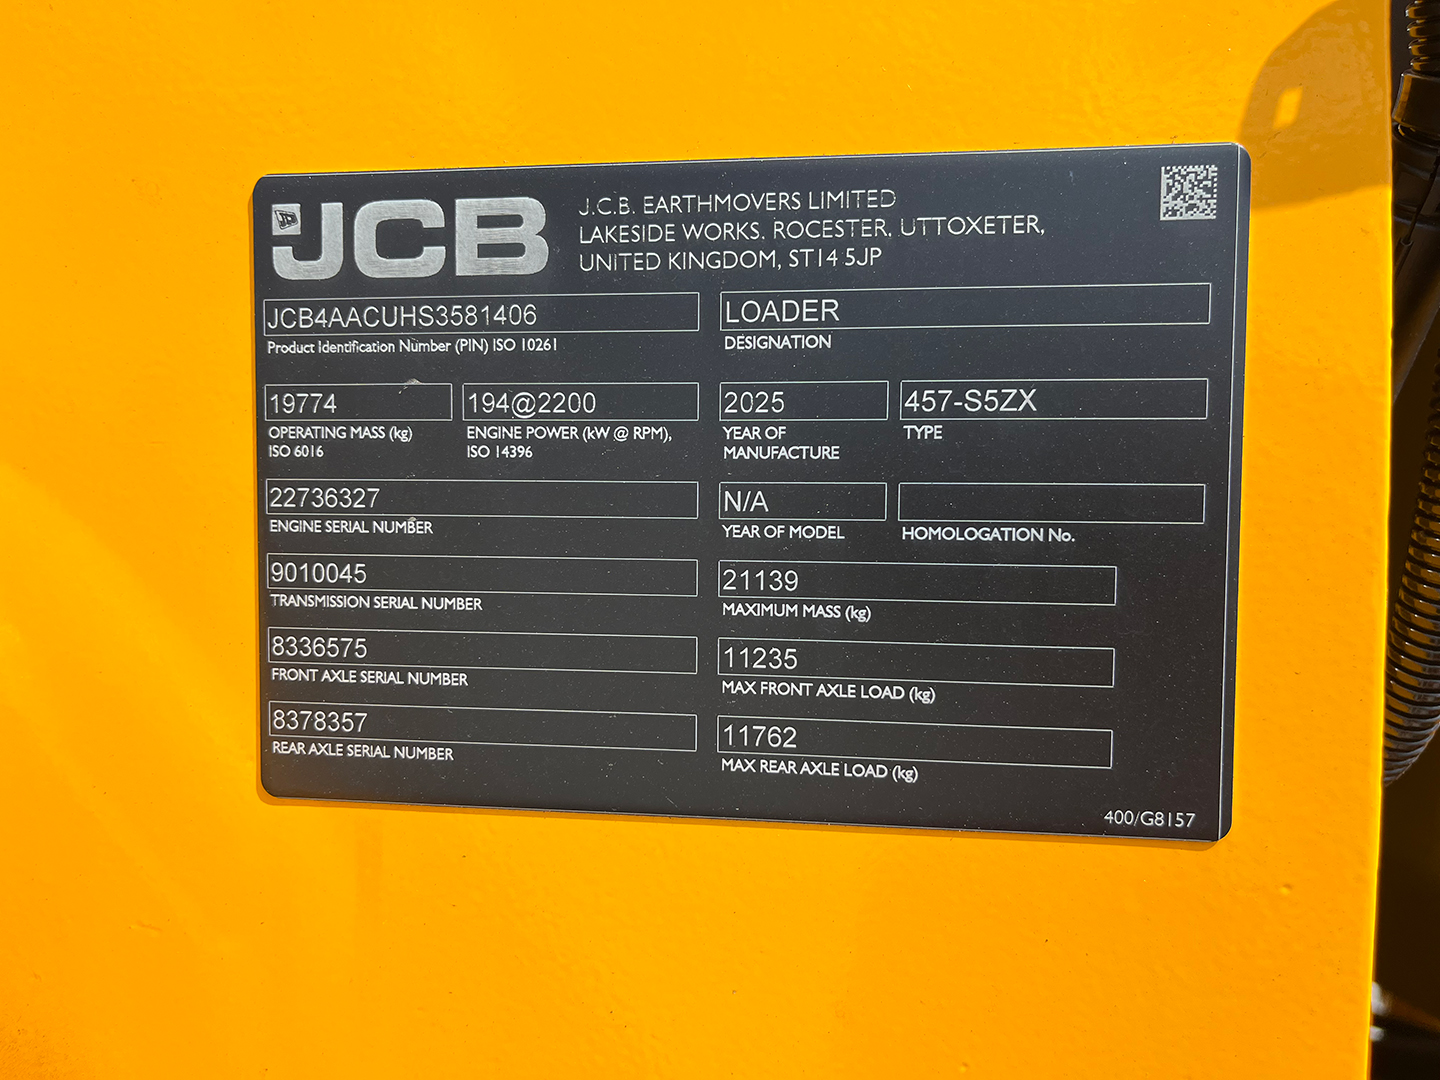 JCB
J.C.B. EARTHMOVERS LIMITED
LAKESIDE WORKS, ROCESTER, UTTOXETER,
UNITED KINGDOM, ST14 5JP
JCB4AACUHS3581406
Product Identification Number (PIN) ISO 10261
LOADER
DESIGNATION
19774
OPERATING MASS (kg)
ISO 6016
194@2200
ENGINE POWER (kW @ RPM),
ISO 14396
2025
YEAR OF
MANUFACTURE
457-S5ZX
TYPE
22736327
ENGINE SERIAL NUMBER
N/A
YEAR OF MODEL
HOMOLOGATION No.
9010045
TRANSMISSION SERIAL NUMBER
21139
MAXIMUM MASS (kg)
8336575
FRONT AXLE SERIAL NUMBER
11235
MAX FRONT AXLE LOAD (kg)
8378357
REAR AXLE SERIAL NUMBER
11762
MAX REAR AXLE LOAD (kg)
400/G8157